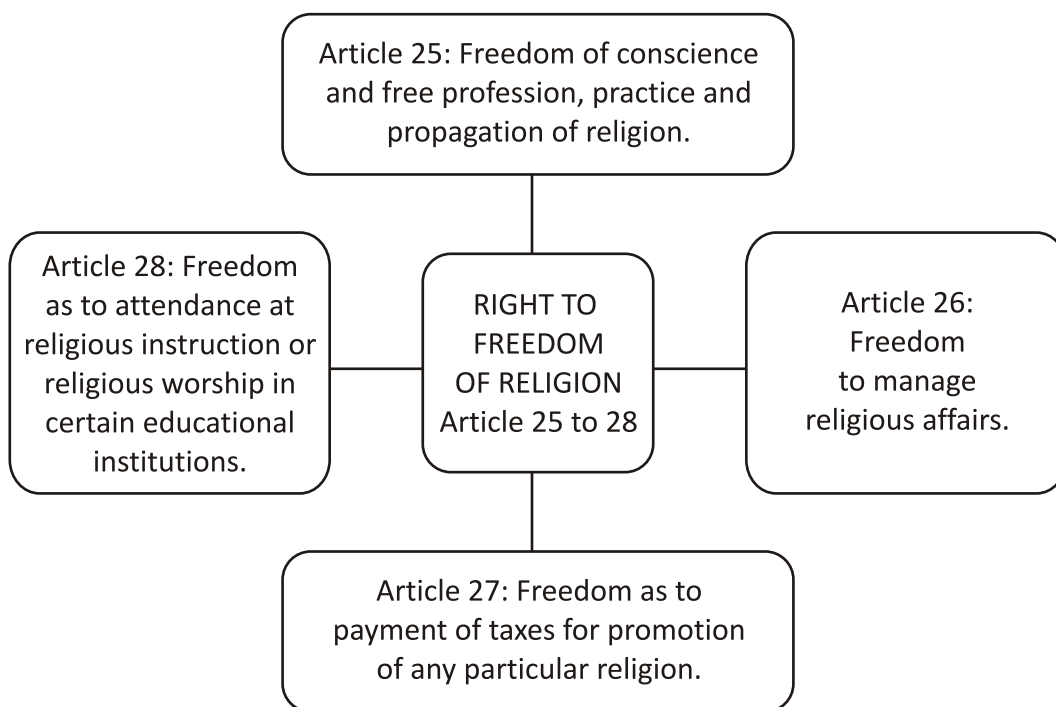 Article 25: Freedom of conscience
and free profession, practice and
propagation of religion.
Article 28: Freedom
as to attendance at
religious instruction or
religious worship in
certain educational
institutions.
RIGHT TO
FREEDOM
OF RELIGION
Article 25 to 28
Article 26:
Freedom
to manage
religious affairs.
Article 27: Freedom as to
payment of taxes for promotion
of any particular religion.